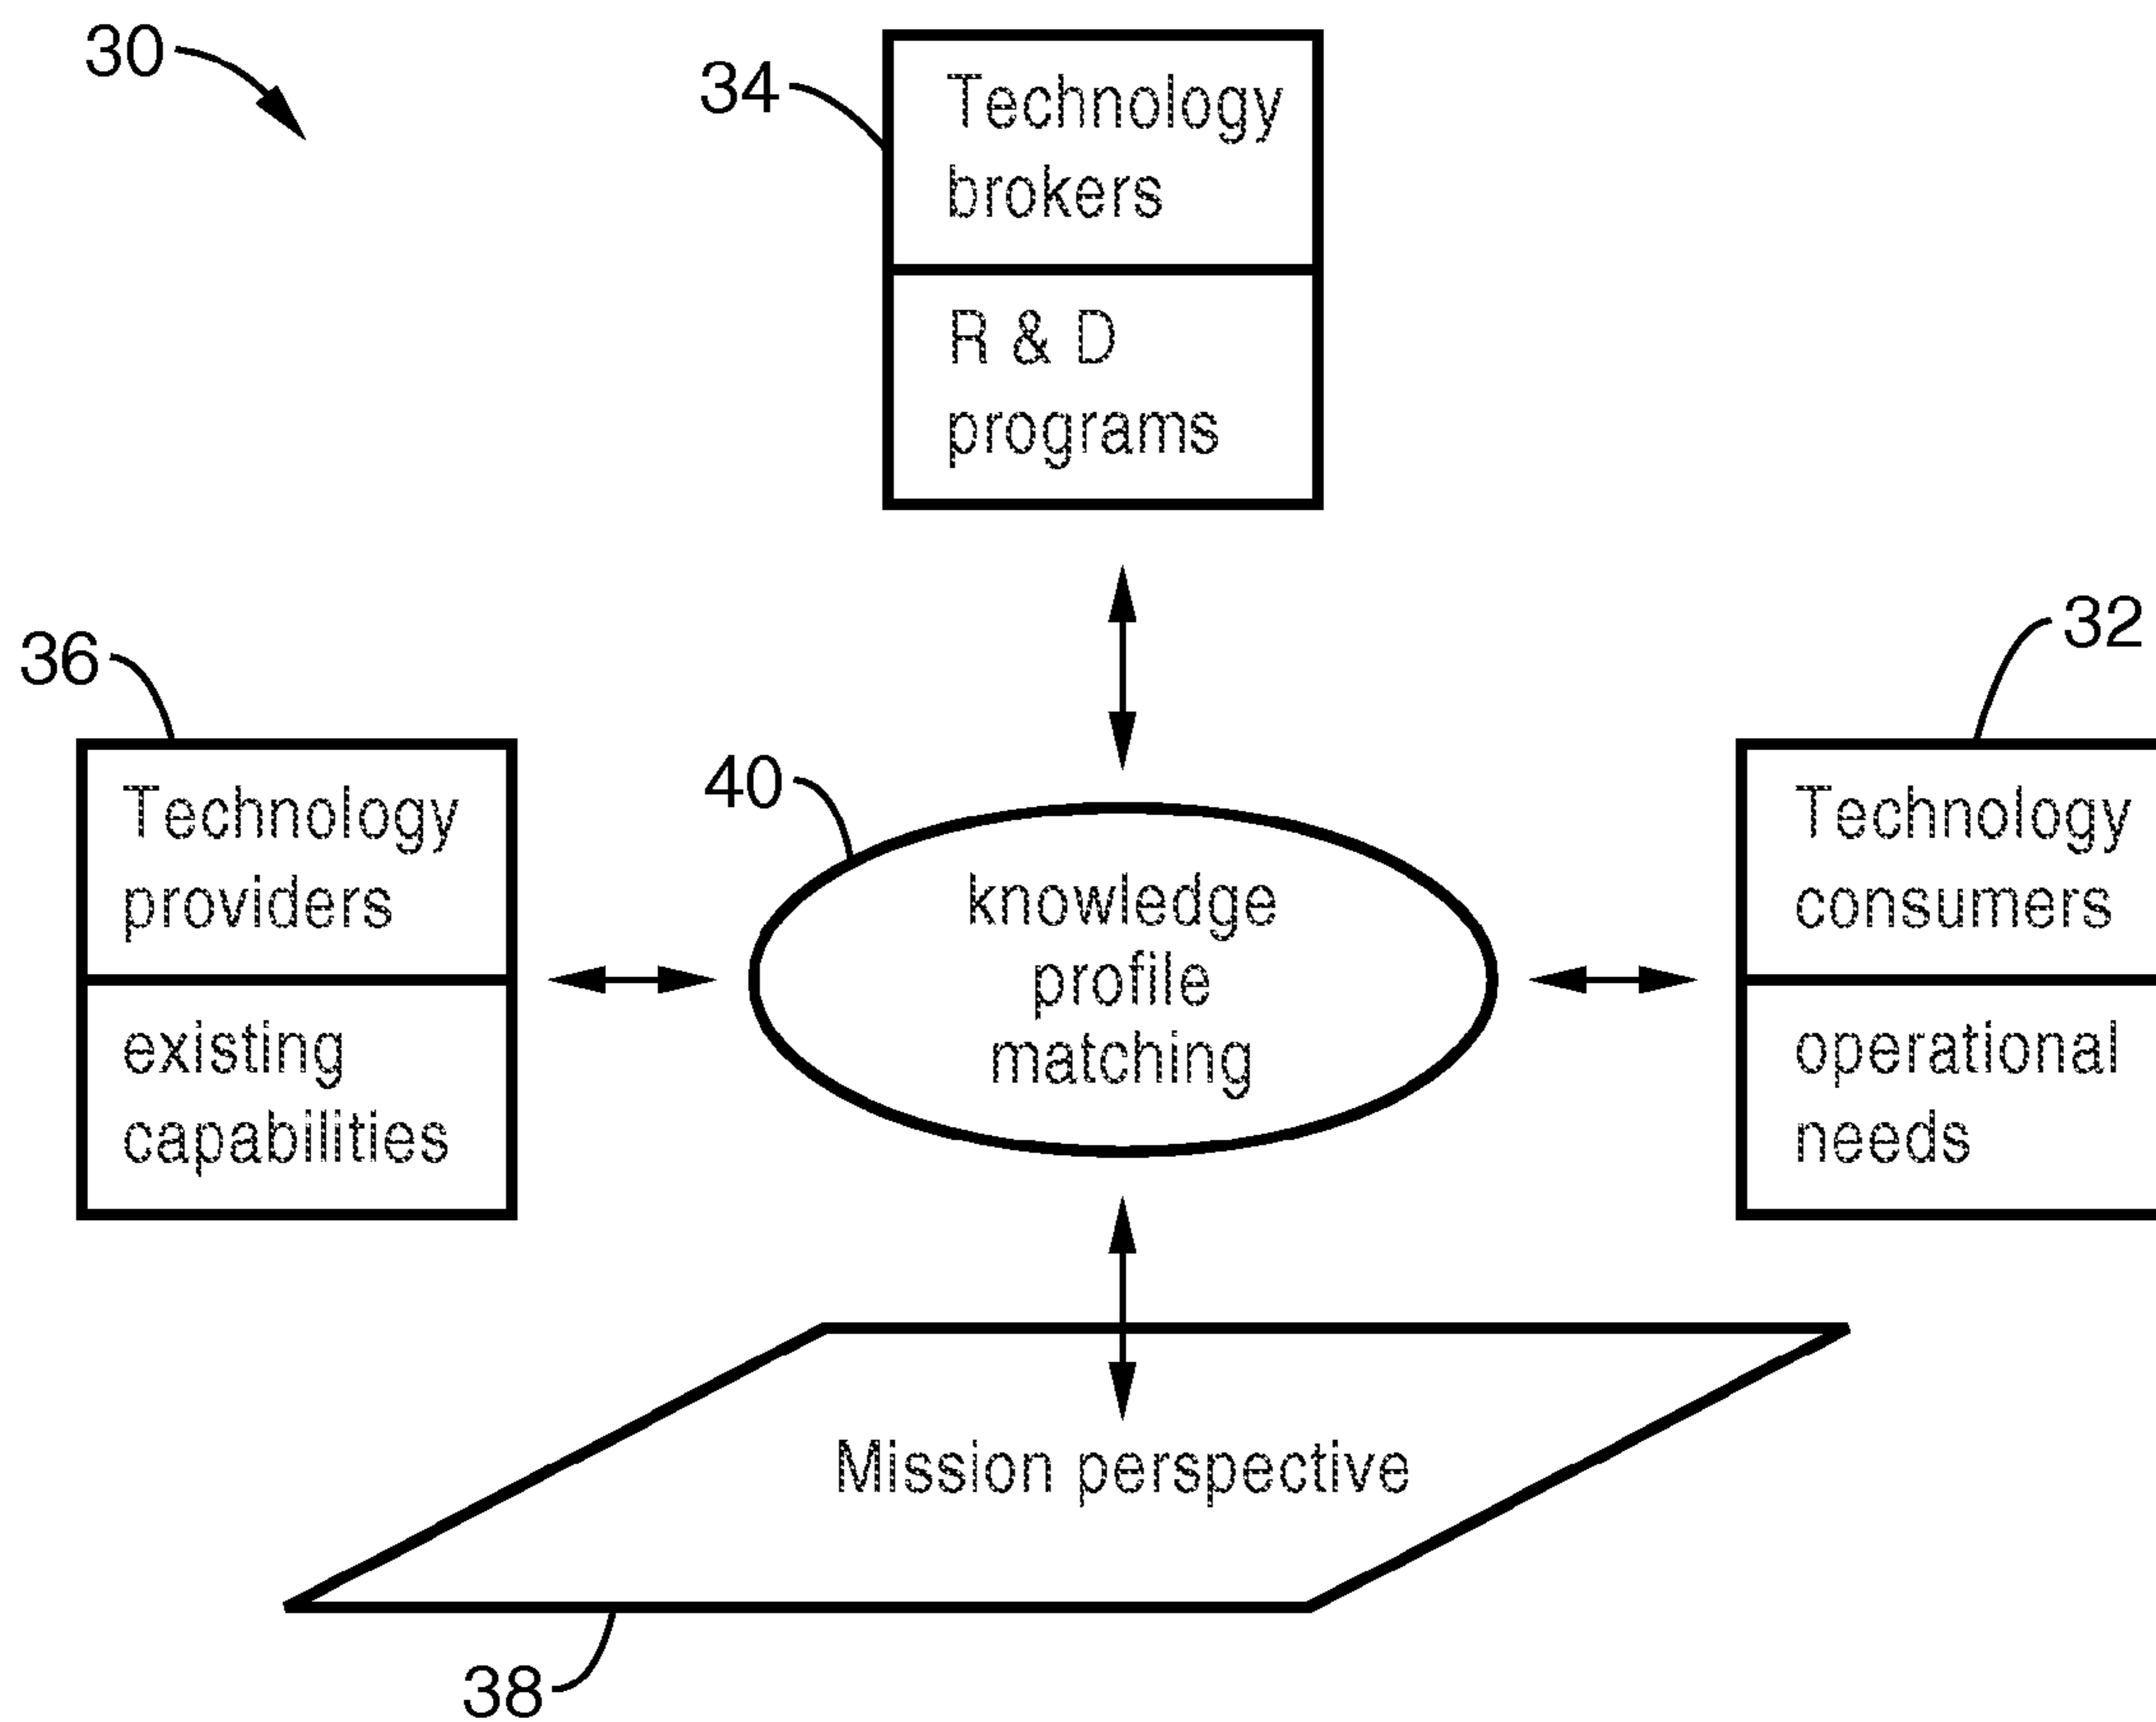 30
34
Technology
brokers
R & D
programs
36
32
Technology
providers
existing
capabilities
40
knowledge
profile
matching
Technology
consumers
operational
needs
Mission perspective
38